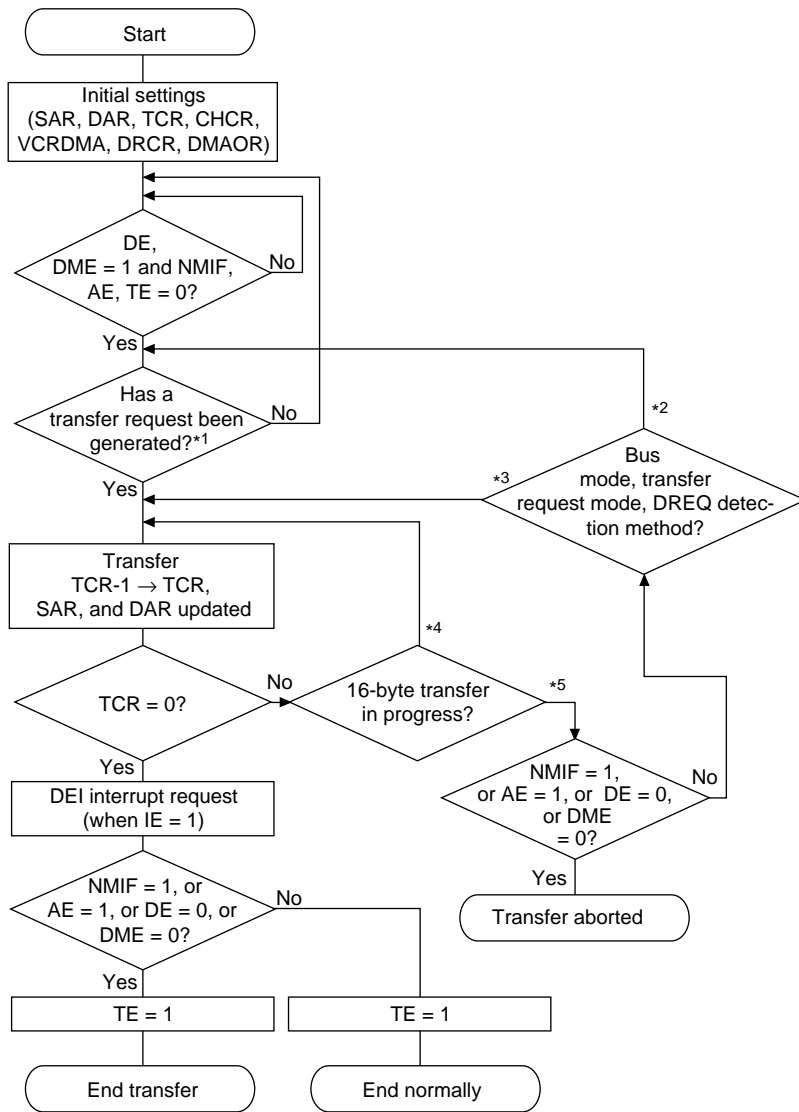 Start
Initial settings
(SAR, DAR, TCR, CHCR,
VCRDMA, DRCR, DMAOR)
DE,
DME = 1 and NMIF,
AE, TE = 0?
No
Yes
Has a
transfer request been
generated?*1
No
Yes
*2
*3
Bus
mode, transfer
request mode, DREQ detec-
tion method?
Transfer
TCR-1 → TCR,
SAR, and DAR updated
*4
TCR = 0?
No
16-byte transfer
in progress?
*5
Yes
NMIF = 1,
or AE = 1, or DE = 0,
or DME
= 0?
No
Yes
Transfer aborted
DEI interrupt request
(when IE = 1)
NMIF = 1, or
AE = 1, or DE = 0, or
DME = 0?
No
Yes
TE = 1
TE = 1
End transfer
End normally